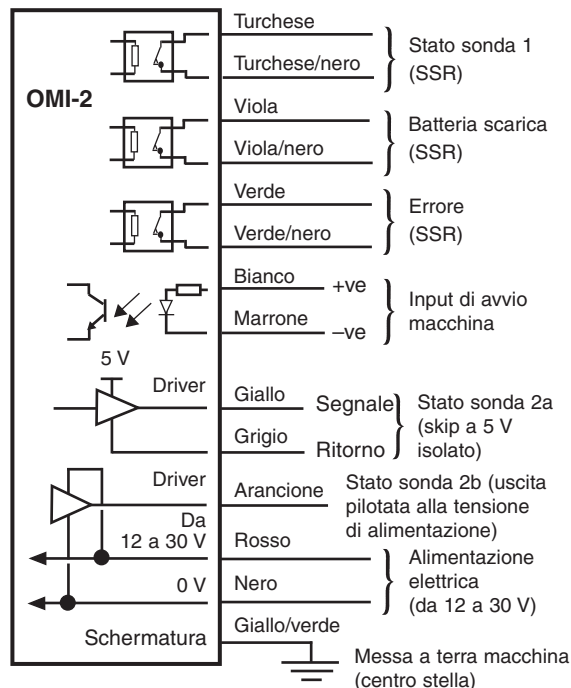 OMI-2
Turchese
Turchese/nero
Stato sonda 1
(SSR)
Viola
Viola/nero
Batteria scarica
(SSR)
Verde
Verde/nero
Errore
(SSR)
Bianco
+ve
Marrone
–ve
Input di avvio
macchina
5 V
Driver
Giallo
Segnale
Grigio
Ritorno
Stato sonda 2a
(skip a 5 V
isolato)
Driver
Arancione
Stato sonda 2b (uscita
pilotata alla tensione
di alimentazione)
Da
12 a 30 V
Rosso
0 V
Nero
Alimentazione
elettrica
(da 12 a 30 V)
Schermatura
Giallo/verde
Messa a terra macchina
(centro stella)